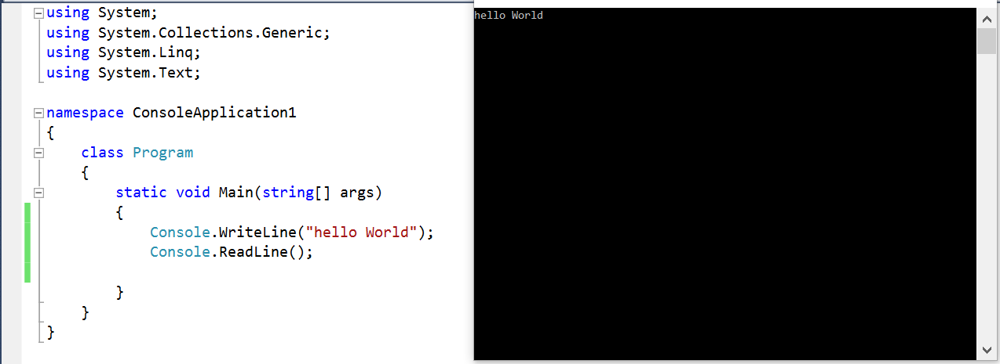 using System;
using System.Collections.Generic;
using System.Linq;
using System.Text;
namespace ConsoleApplication1
{
class Program
{
static void Main(string[] args)
{
Console.WriteLine("hello World");
Console.ReadLine();
}
}
}
hello World